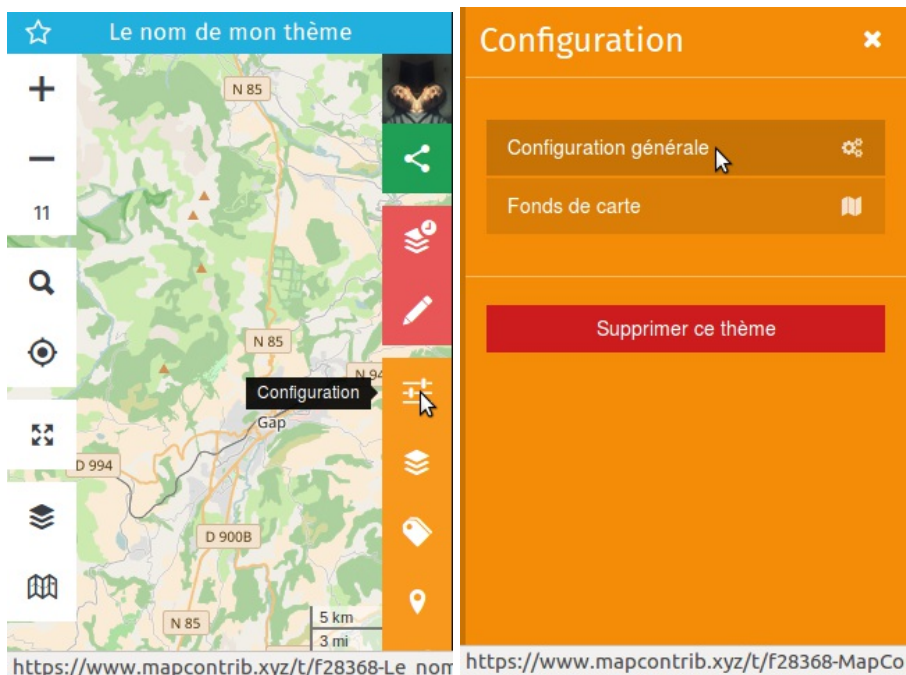 Le nom de mon thème
N 85
11
N 85
N 94
Configuration
Gap
D 994
D 900B
N 85
5 km
3 mi
https://www.mapcontrib.xyz/t/f28368-Le_nom
Configuration
Configuration générale
Fonds de carte
Supprimer ce thème
https://www.mapcontrib.xyz/t/f28368-MapCo